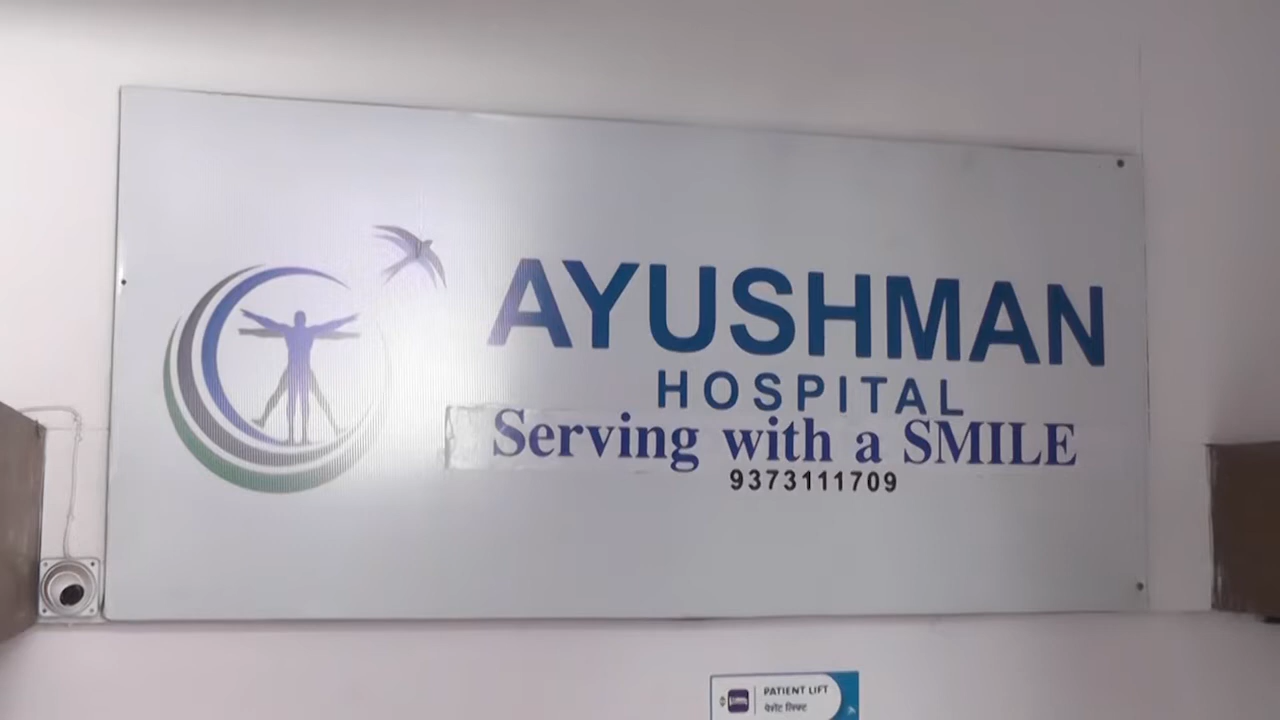 AYUSHMAN
HOSPITAL
Serving with a SMILE
9373111709
PATIENT LIFT
पेशेंट लिफ्ट